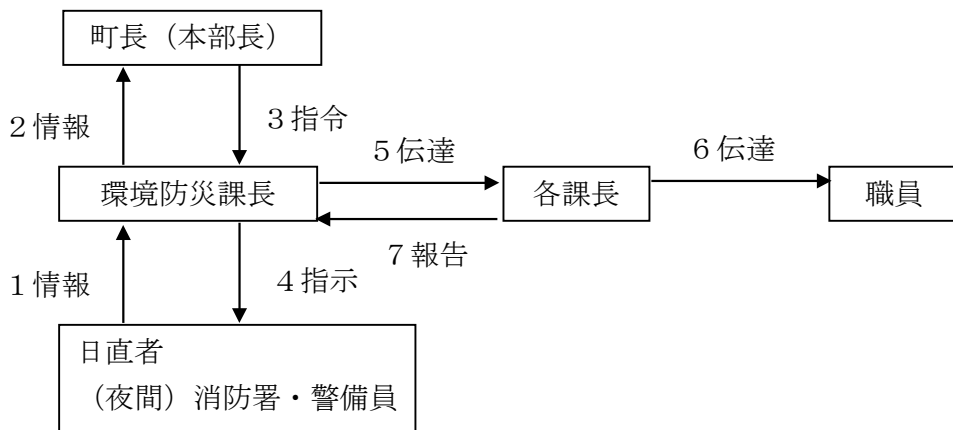 町長（本部長）
２情報
３指令
５伝達
６伝達
環境防災課長
各課長
職員
７報告
１情報
４指示
日直者
（夜間）消防署・警備員